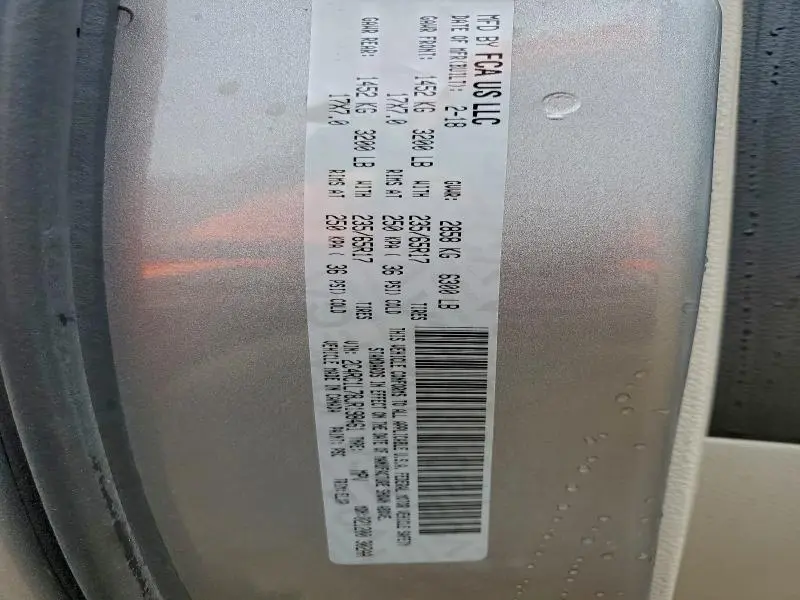 MFD BY FCA US LLC
DATE OF MFR(BUILT): 2-18 GVWR: 2858 KG 6300 LB
GAWR FRONT: 1452 KG 3200 LB WITH 235/65R17 TIRES
17X7.0 RIMS AT 250 KPA ( 36 PSI) COLD
GAWR REAR: 1452 KG 3200 LB WITH 235/65R17 TIRES
17X7.0 RIMS AT 250 KPA ( 36 PSI) COLD
THIS VEHICLE CONFORMS TO ALL APPLICABLE U.S.A. FEDERAL MOTOR VEHICLE SAFETY
STANDARDS IN EFFECT ON THE DATE OF MANUFACTURE SHOWN ABOVE.
VIN: TYPE: MPV
VEHICLE MADE IN CANADA PAINT: